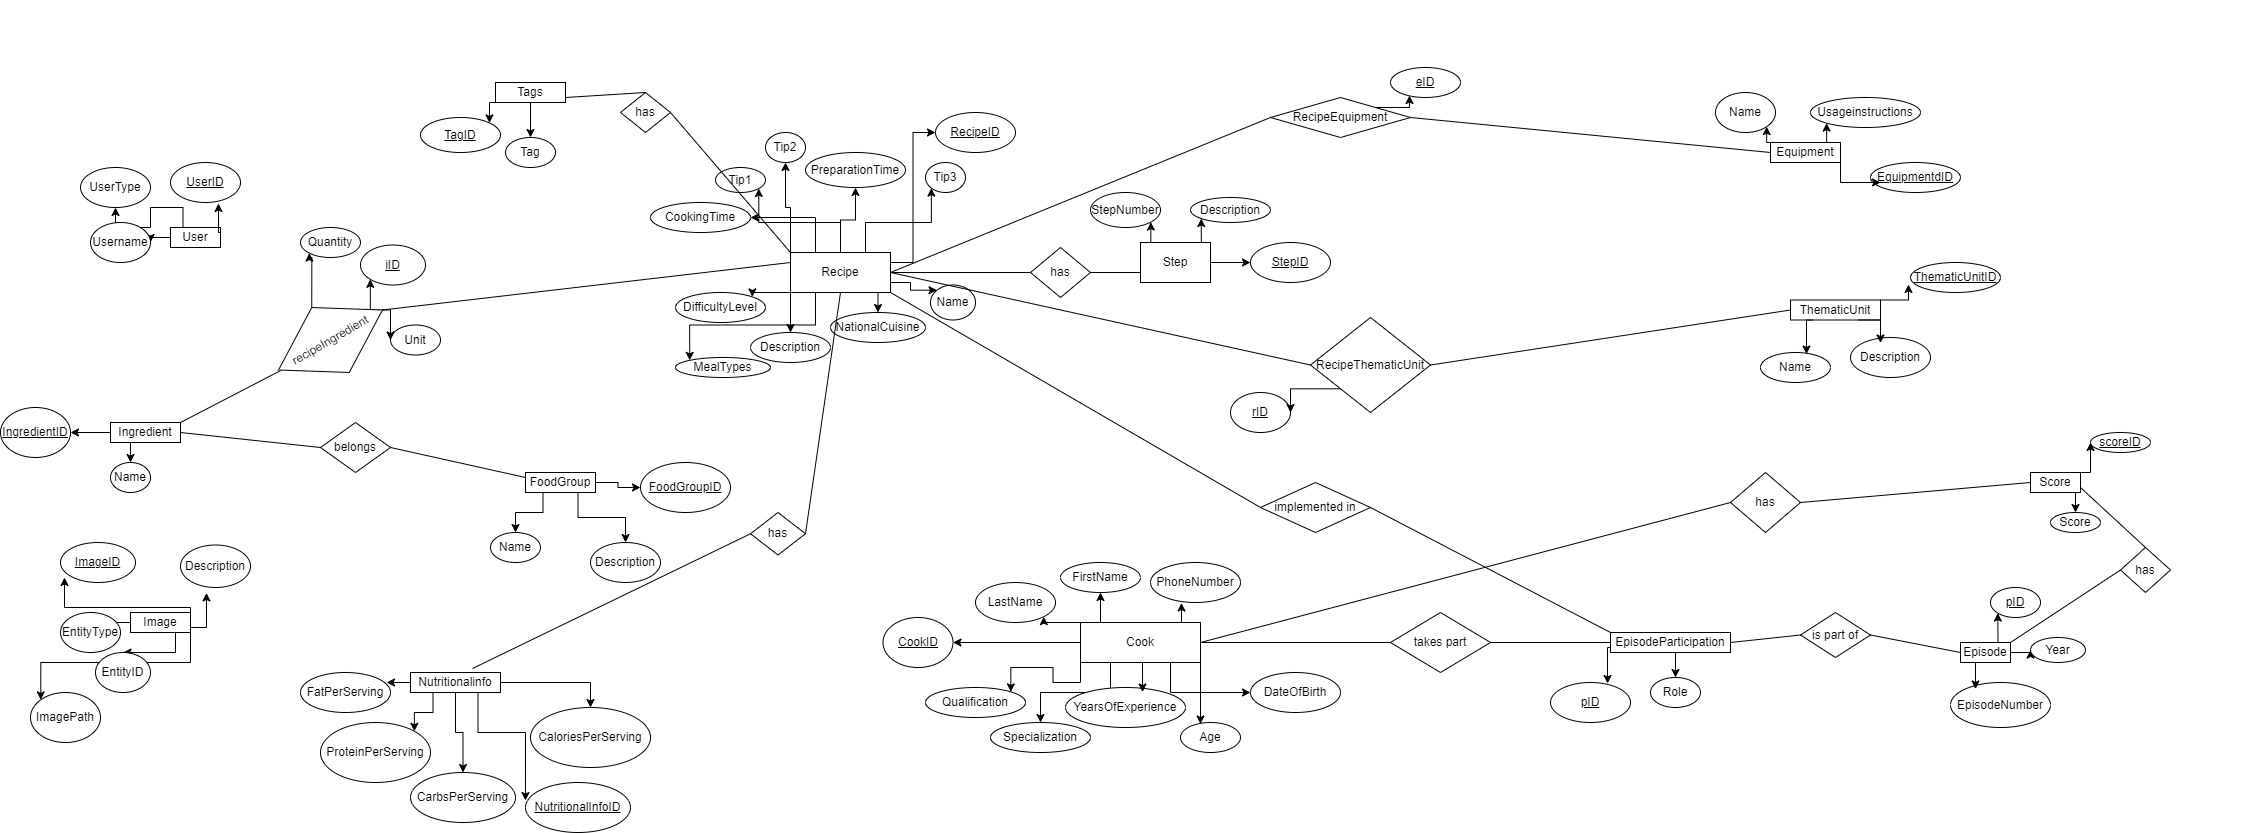 Tags
has
TagID
Tag
Tip2
Tip1
PreparationTime
RecipeID
Tip3
CookingTime
Recipe
DifficultyLevel
Name
NationalCuisine
Description
MealTypes
eID
RecipeEquipment
Name
Usageinstructions
Equipment
EquipmentdID
StepNumber
Description
has
Step
StepID
UserType
UserID
Username
User
Quantity
iID
recipeIngredient
Unit
ThematicUnitID
ThematicUnit
Name
Description
RecipeThematicUnit
rID
IngredientID
Ingredient
Name
belongs
FoodGroup
FoodGroupID
Name
Description
has
implemented in
has
scoreID
Score
Score
has
ImageID
Description
EntityType
Image
EntityID
ImagePath
FatPerServing
NutritionalInfo
ProteinPerServing
CaloriesPerServing
CarbsPerServing
NutritionalInfoID
LastName
FirstName
PhoneNumber
CookID
Cook
Qualification
YearsOfExperience
DateOfBirth
Specialization
Age
takes part
EpisodeParticipation
pID
Role
is part of
pID
Episode
Year
EpisodeNumber